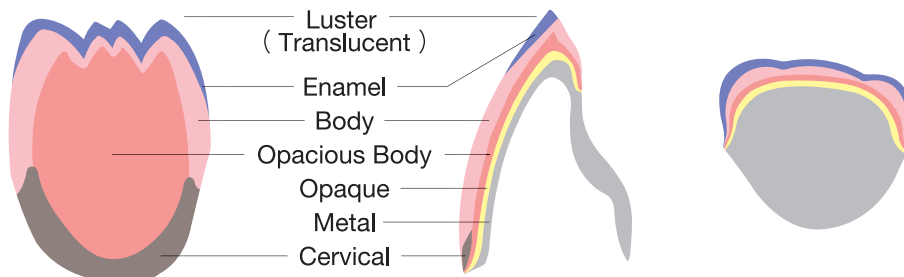 Luster
( Translucent )
Enamel
Body
Opacious Body
Opaque
Metal
Cervical